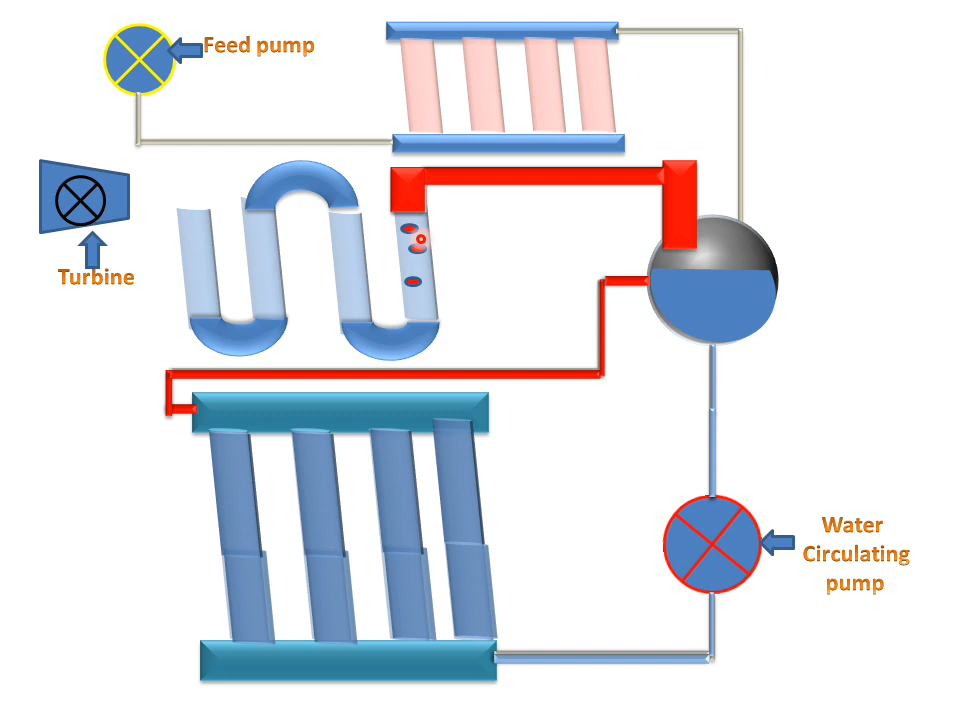 Feed pump
Turbine
Water
Circulating
pump